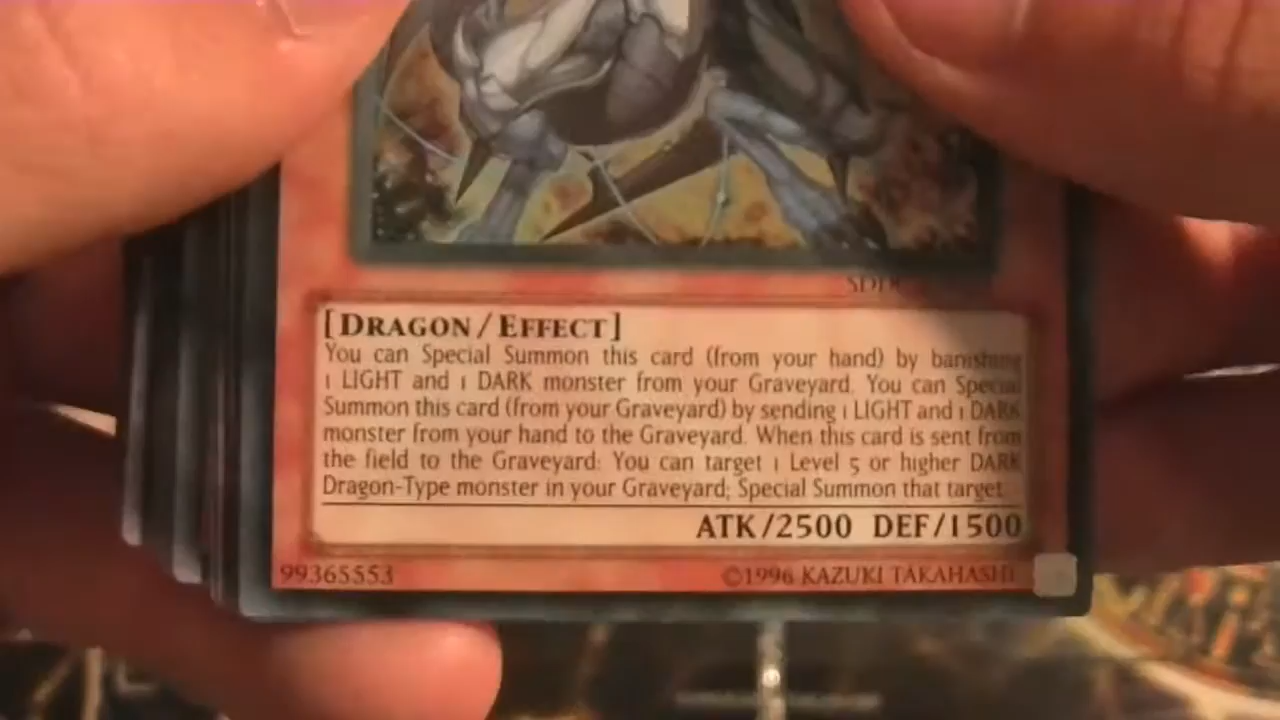 [DRAGON/EFFECT]
You can Special Summon this card (from your hand) by banishing
1 LIGHT and 1 DARK monster from your Graveyard. You can Special
Summon this card (from your Graveyard) by sending 1 LIGHT and 1 DARK
monster from your hand to the Graveyard. When this card is sent from
the field to the Graveyard: You can target 1 Level 5 or higher DARK
Dragon-Type monster in your Graveyard; Special Summon that target.
ATK/2500 DEF/1500
99365553 ©1996 KAZUKI TAKAHASHI